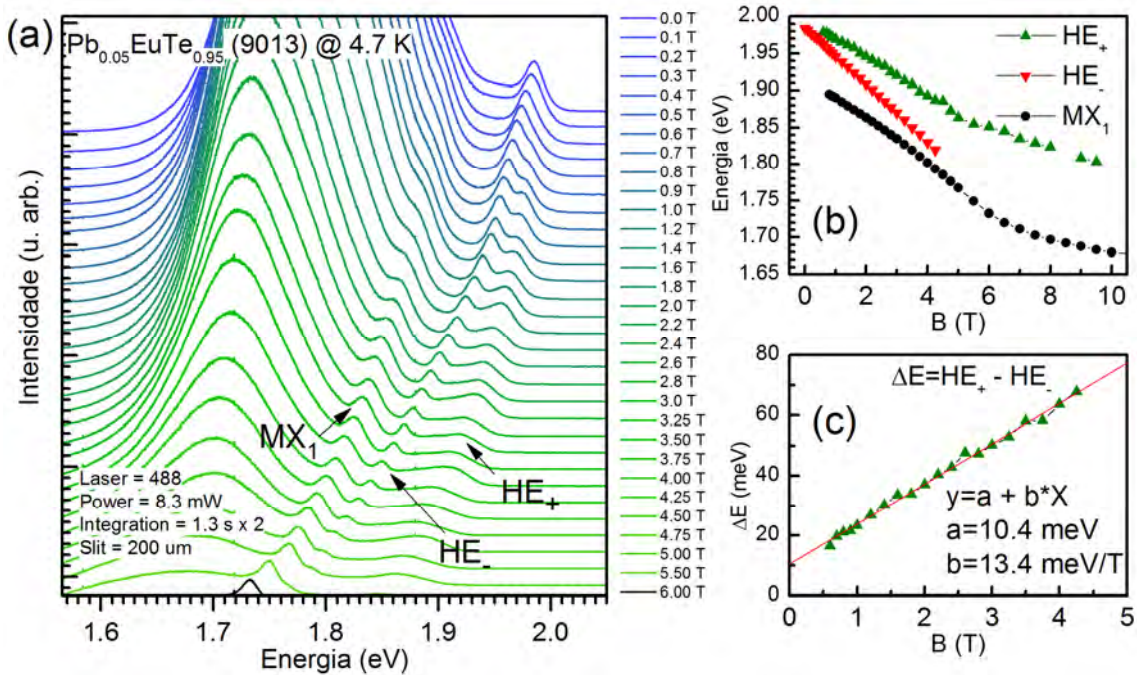 (a)
Pb0.05EuTe0.95 (9013) @ 4.7 K
Intensidade (u. arb.)
MX1
HE+
HE-
Laser = 488
Power = 8.3 mW
Integration = 1.3 s x 2
Slit = 200 um
1.6 1.7 1.8 1.9 2.0
Energia (eV)
0.0 T
0.1 T
0.2 T
0.3 T
0.4 T
0.5 T
0.6 T
0.7 T
0.8 T
0.9 T
1.0 T
1.2 T
1.4 T
1.6 T
1.8 T
2.0 T
2.2 T
2.4 T
2.6 T
2.8 T
3.0 T
3.25 T
3.50 T
3.75 T
4.00 T
4.25 T
4.50 T
4.75 T
5.00 T
5.50 T
6.00 T
2.00
1.95
1.90
1.85
1.80
1.75
1.70
1.65
Energia (eV)
HE+
HE-
MX1
(b)
0 2 4 6 8 10
B (T)
80
60
40
20
0
ΔE (meV)
ΔE=HE+ - HE-
(c)
y=a + b*X
a=10.4 meV
b=13.4 meV/T
0 1 2 3 4 5
B (T)